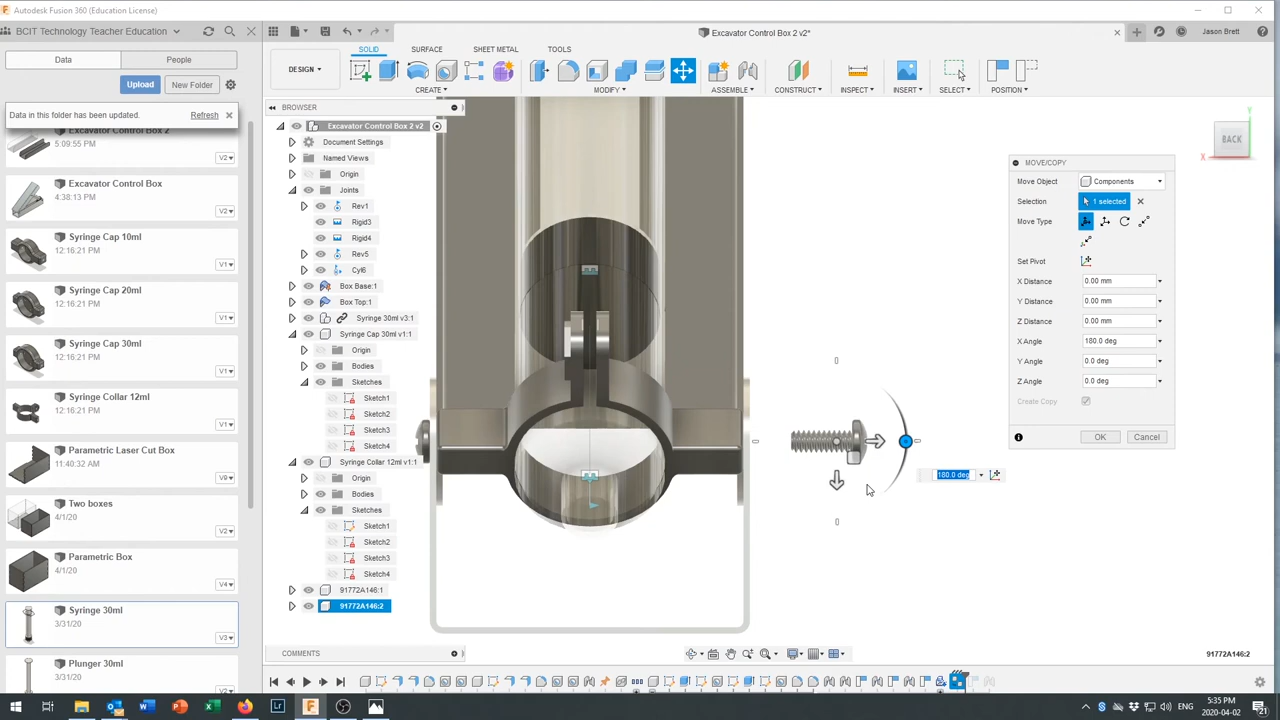 Autodesk Fusion 360 (Education License)
BCIT Technology Teacher Education
Excavator Control Box 2 v2*
Jason Brett
Data
People
Upload
New Folder
Data in this folder has been updated.
Refresh
Excavator Control Box 2
5:09:55 PM
V2
Excavator Control Box
4:38:13 PM
V2
Syringe Cap 10ml
12:16:21 PM
V1
Syringe Cap 20ml
12:16:21 PM
V1
Syringe Cap 30ml
12:16:21 PM
V1
Syringe Collar 12ml
12:16:21 PM
V1
Parametric Laser Cut Box
11:40:32 AM
V9
Two boxes
4/1/20
V2
Parametric Box
4/1/20
V4
Syringe 30ml
3/31/20
V3
Plunger 30ml
3/31/20
V2
DESIGN
SOLID
SURFACE
SHEET METAL
TOOLS
CREATE
MODIFY
ASSEMBLE
CONSTRUCT
INSPECT
INSERT
SELECT
POSITION
BROWSER
Excavator Control Box 2 v2
Document Settings
Named Views
Origin
Joints
Rev1
Rigid3
Rigid4
Rev5
Cyl6
Box Base:1
Box Top:1
Syringe 30ml v3:1
Syringe Cap 30ml v1:1
Origin
Bodies
Sketches
Sketch1
Sketch2
Sketch3
Sketch4
Syringe Collar 12ml v1:1
Origin
Bodies
Sketches
Sketch1
Sketch2
Sketch3
Sketch4
91772A146:1
91772A146:2
Y
BACK
X
MOVE/COPY
Move Object
Components
Selection
1 selected
Move Type
Set Pivot
X Distance
0.00 mm
Y Distance
0.00 mm
Z Distance
0.00 mm
X Angle
180.0 deg
Y Angle
0.0 deg
Z Angle
0.0 deg
Create Copy
OK
Cancel
180.0 deg
COMMENTS
91772A146:2
ENG
5:35 PM
2020-04-02
21